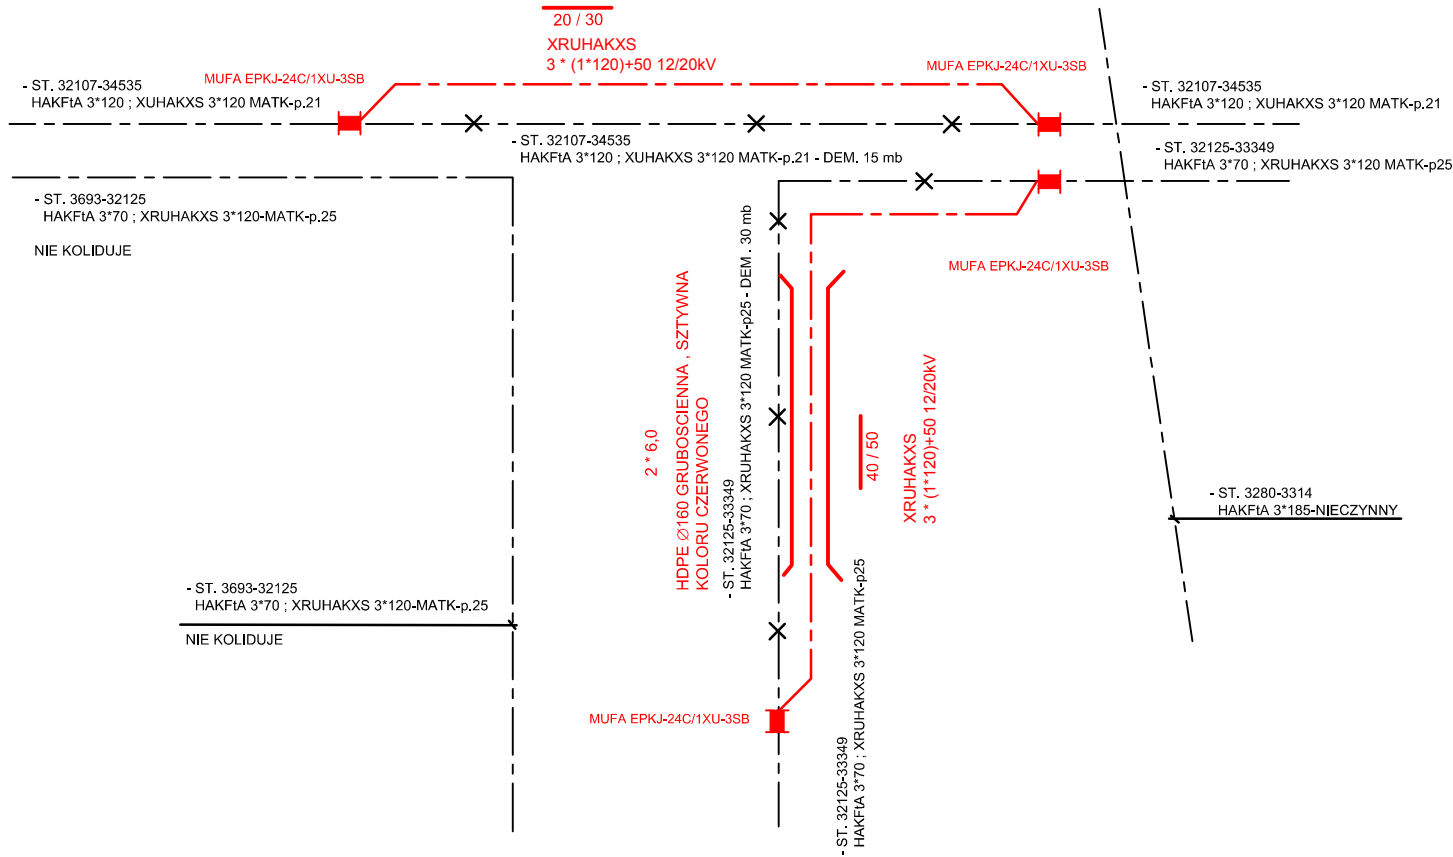 20 / 30
XRUHAKXS
3 * (1*120)+50 12/20kV
MUFA EPKJ-24C/1XU-3SB
MUFA EPKJ-24C/1XU-3SB
- ST. 32107-34535
HAKFtA 3*120 ; XUHAKXS 3*120 MATK-p.21
- ST. 32107-34535
HAKFtA 3*120 ; XUHAKXS 3*120 MATK-p.21
- ST. 32107-34535
HAKFtA 3*120 ; XUHAKXS 3*120 MATK-p.21 - DEM. 15 mb
- ST. 32125-33349
HAKFtA 3*70 ; XRUHAKXS 3*120 MATK-p25
- ST. 3693-32125
HAKFtA 3*70 ; XRUHAKXS 3*120-MATK-p.25
NIE KOLIDUJE
MUFA EPKJ-24C/1XU-3SB
2 * 6,0
HDPE Ø160 GRUBOSCIENNA , SZTYWNA
KOLORU CZERWONEGO
- ST. 32125-33349
HAKFtA 3*70 ; XRUHAKXS 3*120 MATK-p25 - DEM . 30 mb
40 / 50
XRUHAKXS
3 * (1*120)+50 12/20kV
- ST. 3280-3314
HAKFtA 3*185-NIECZYNNY
- ST. 3693-32125
HAKFtA 3*70 ; XRUHAKXS 3*120-MATK-p.25
NIE KOLIDUJE
MUFA EPKJ-24C/1XU-3SB
- ST. 32125-33349
HAKFtA 3*70 ; XRUHAKXS 3*120 MATK-p25